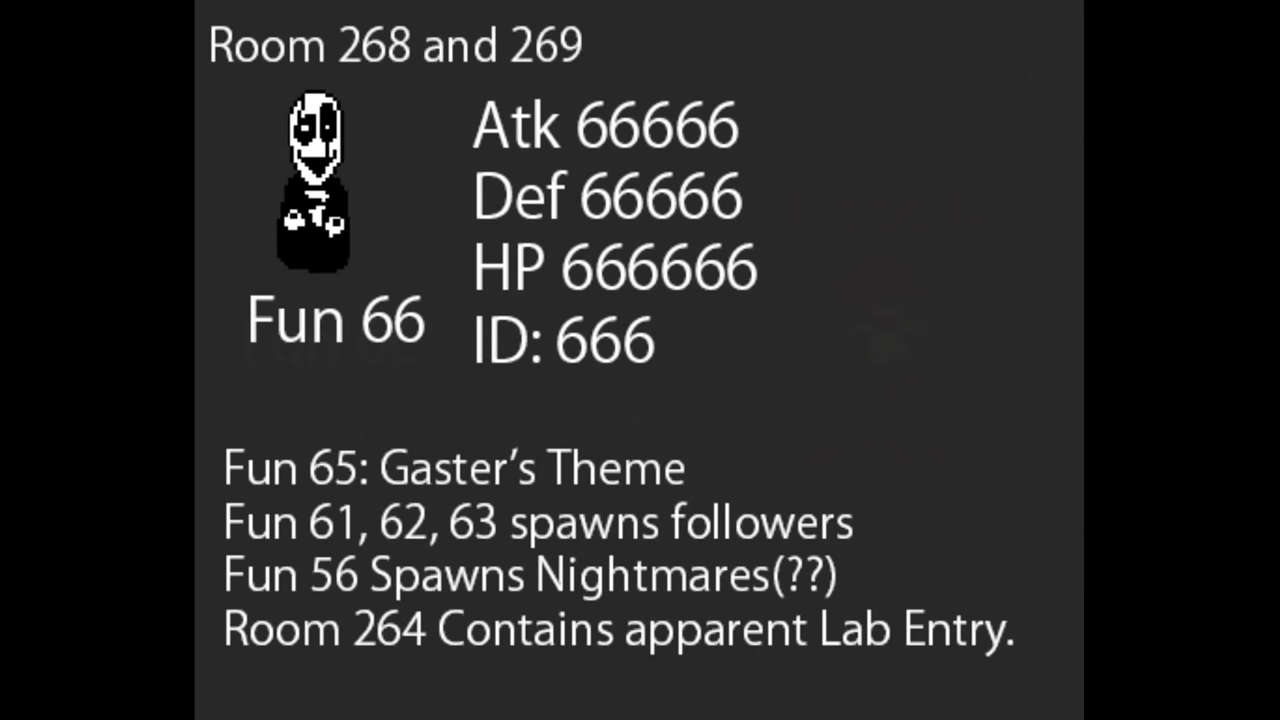 Room 268 and 269
Atk 66666
Def 66666
HP 666666
ID: 666
Fun 66
Fun 65: Gaster’s Theme
Fun 61, 62, 63 spawns followers
Fun 56 Spawns Nightmares(??)
Room 264 Contains apparent Lab Entry.